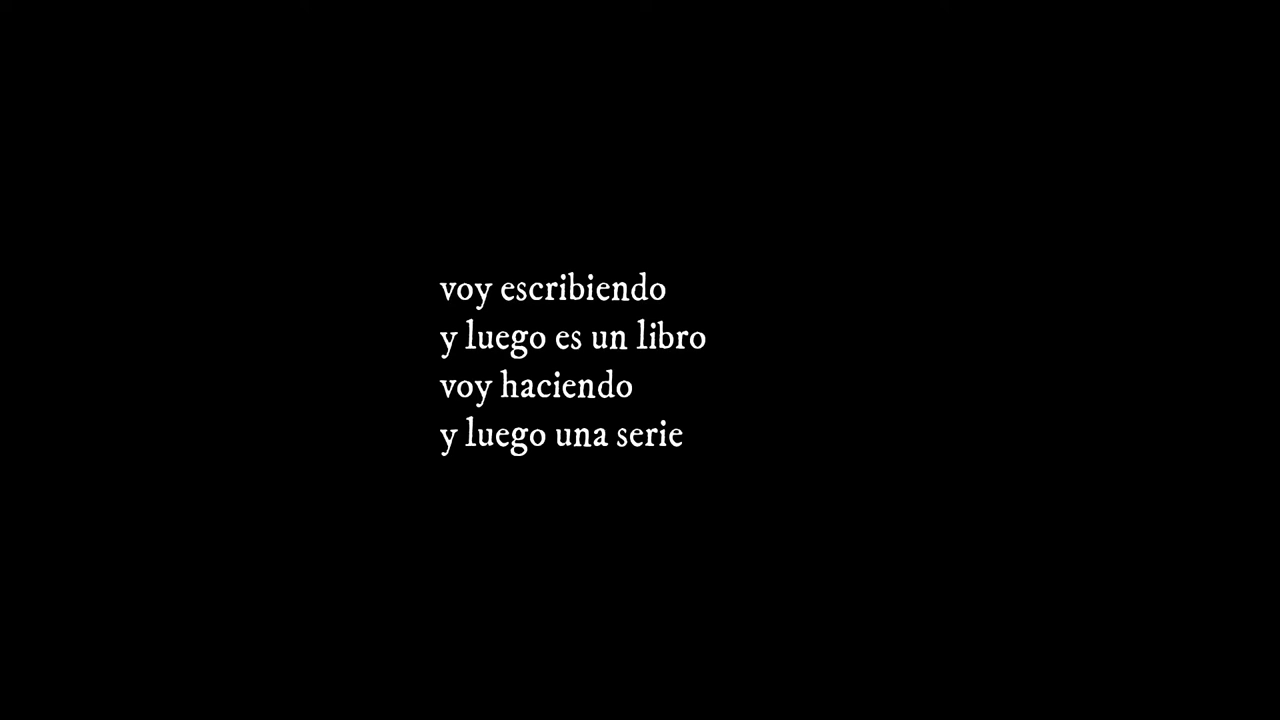 voy escribiendo
y luego es un libro
voy haciendo
y luego una serie